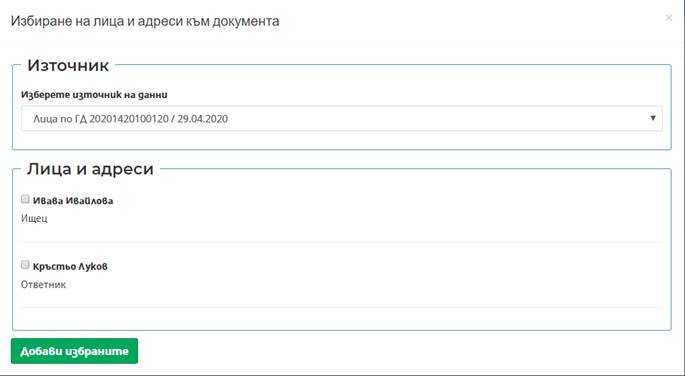 Избиране на лица и адреси към документа
×
Източник
Изберете източник на данни
Лица по ГД 20201420100120 / 29.04.2020
Лица и адреси
Ивава Ивайлова
Ищец
Кръстьо Луков
Ответник
Добави избраните